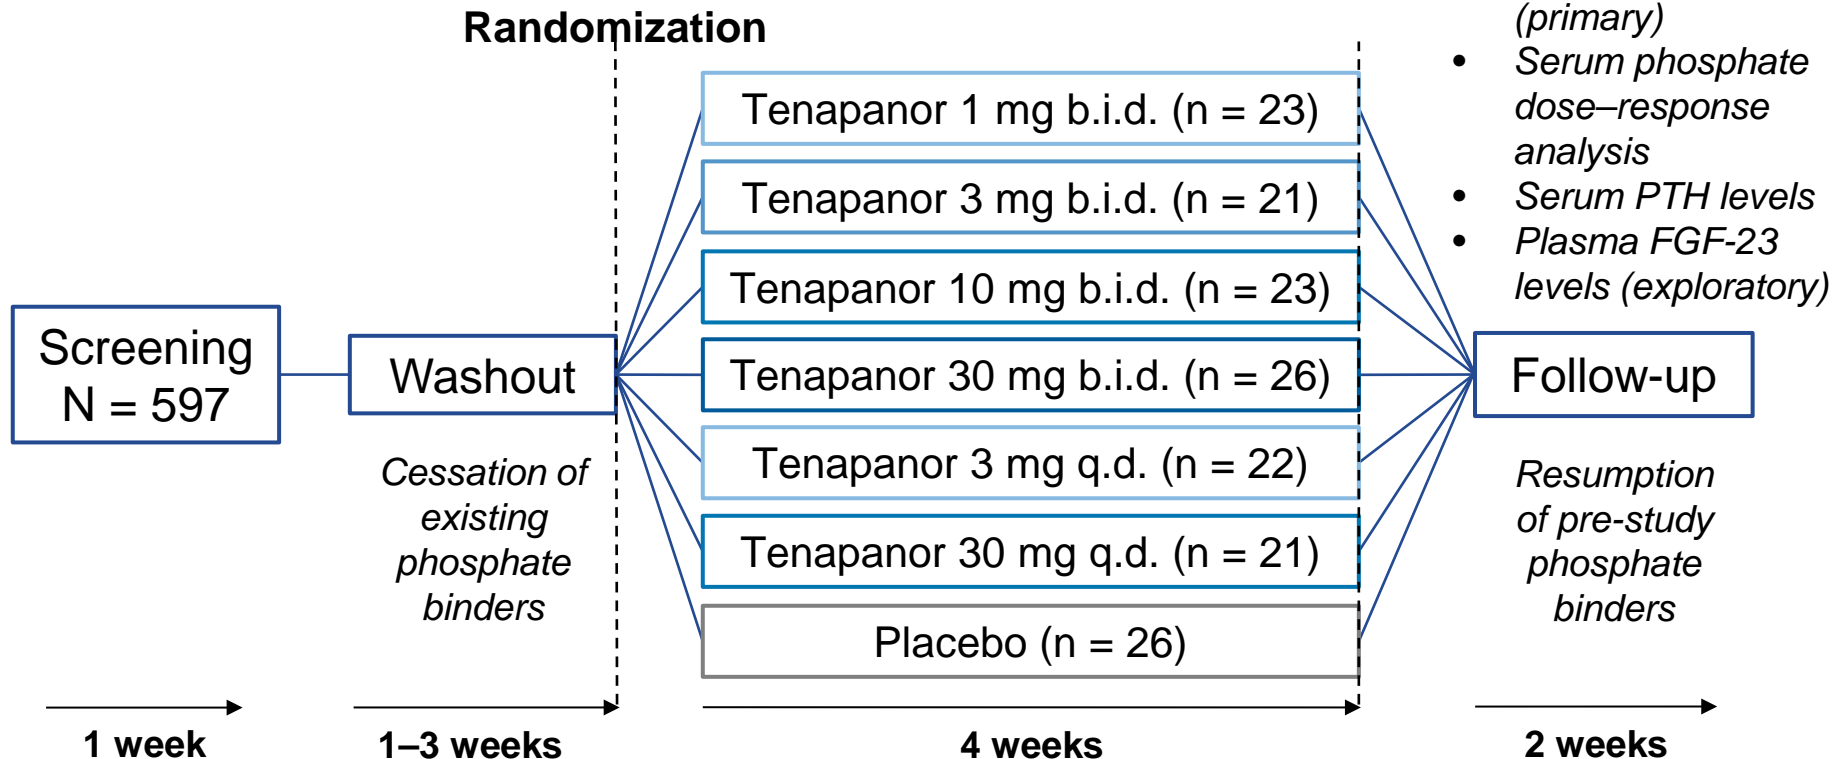 Randomization
Screening
N = 597
Washout
Cessation of
existing
phosphate
binders
Tenapanor 1 mg b.i.d. (n = 23)
Tenapanor 3 mg b.i.d. (n = 21)
Tenapanor 10 mg b.i.d. (n = 23)
Tenapanor 30 mg b.i.d. (n = 26)
Tenapanor 3 mg q.d. (n = 22)
Tenapanor 30 mg q.d. (n = 21)
Placebo (n = 26)
(primary)
• Serum phosphate
dose–response
analysis
• Serum PTH levels
• Plasma FGF-23
levels (exploratory)
Follow-up
Resumption
of pre-study
phosphate
binders
1 week
1–3 weeks
4 weeks
2 weeks